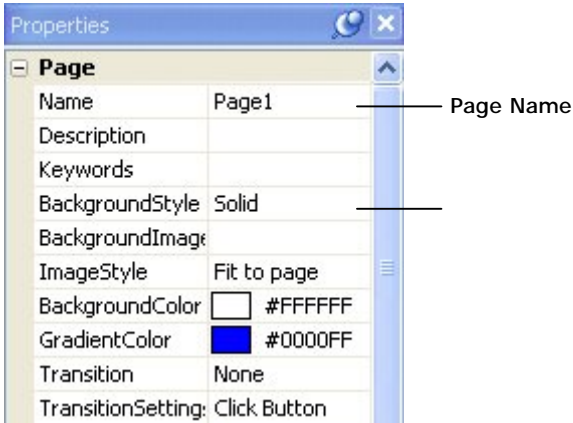 Properties
Page
Name Page1 Page Name
Description
Keywords
BackgroundStyle Solid
BackgroundImage
ImageStyle Fit to page
BackgroundColor #FFFFFF
GradientColor #0000FF
Transition None
TransitionSettings Click Button